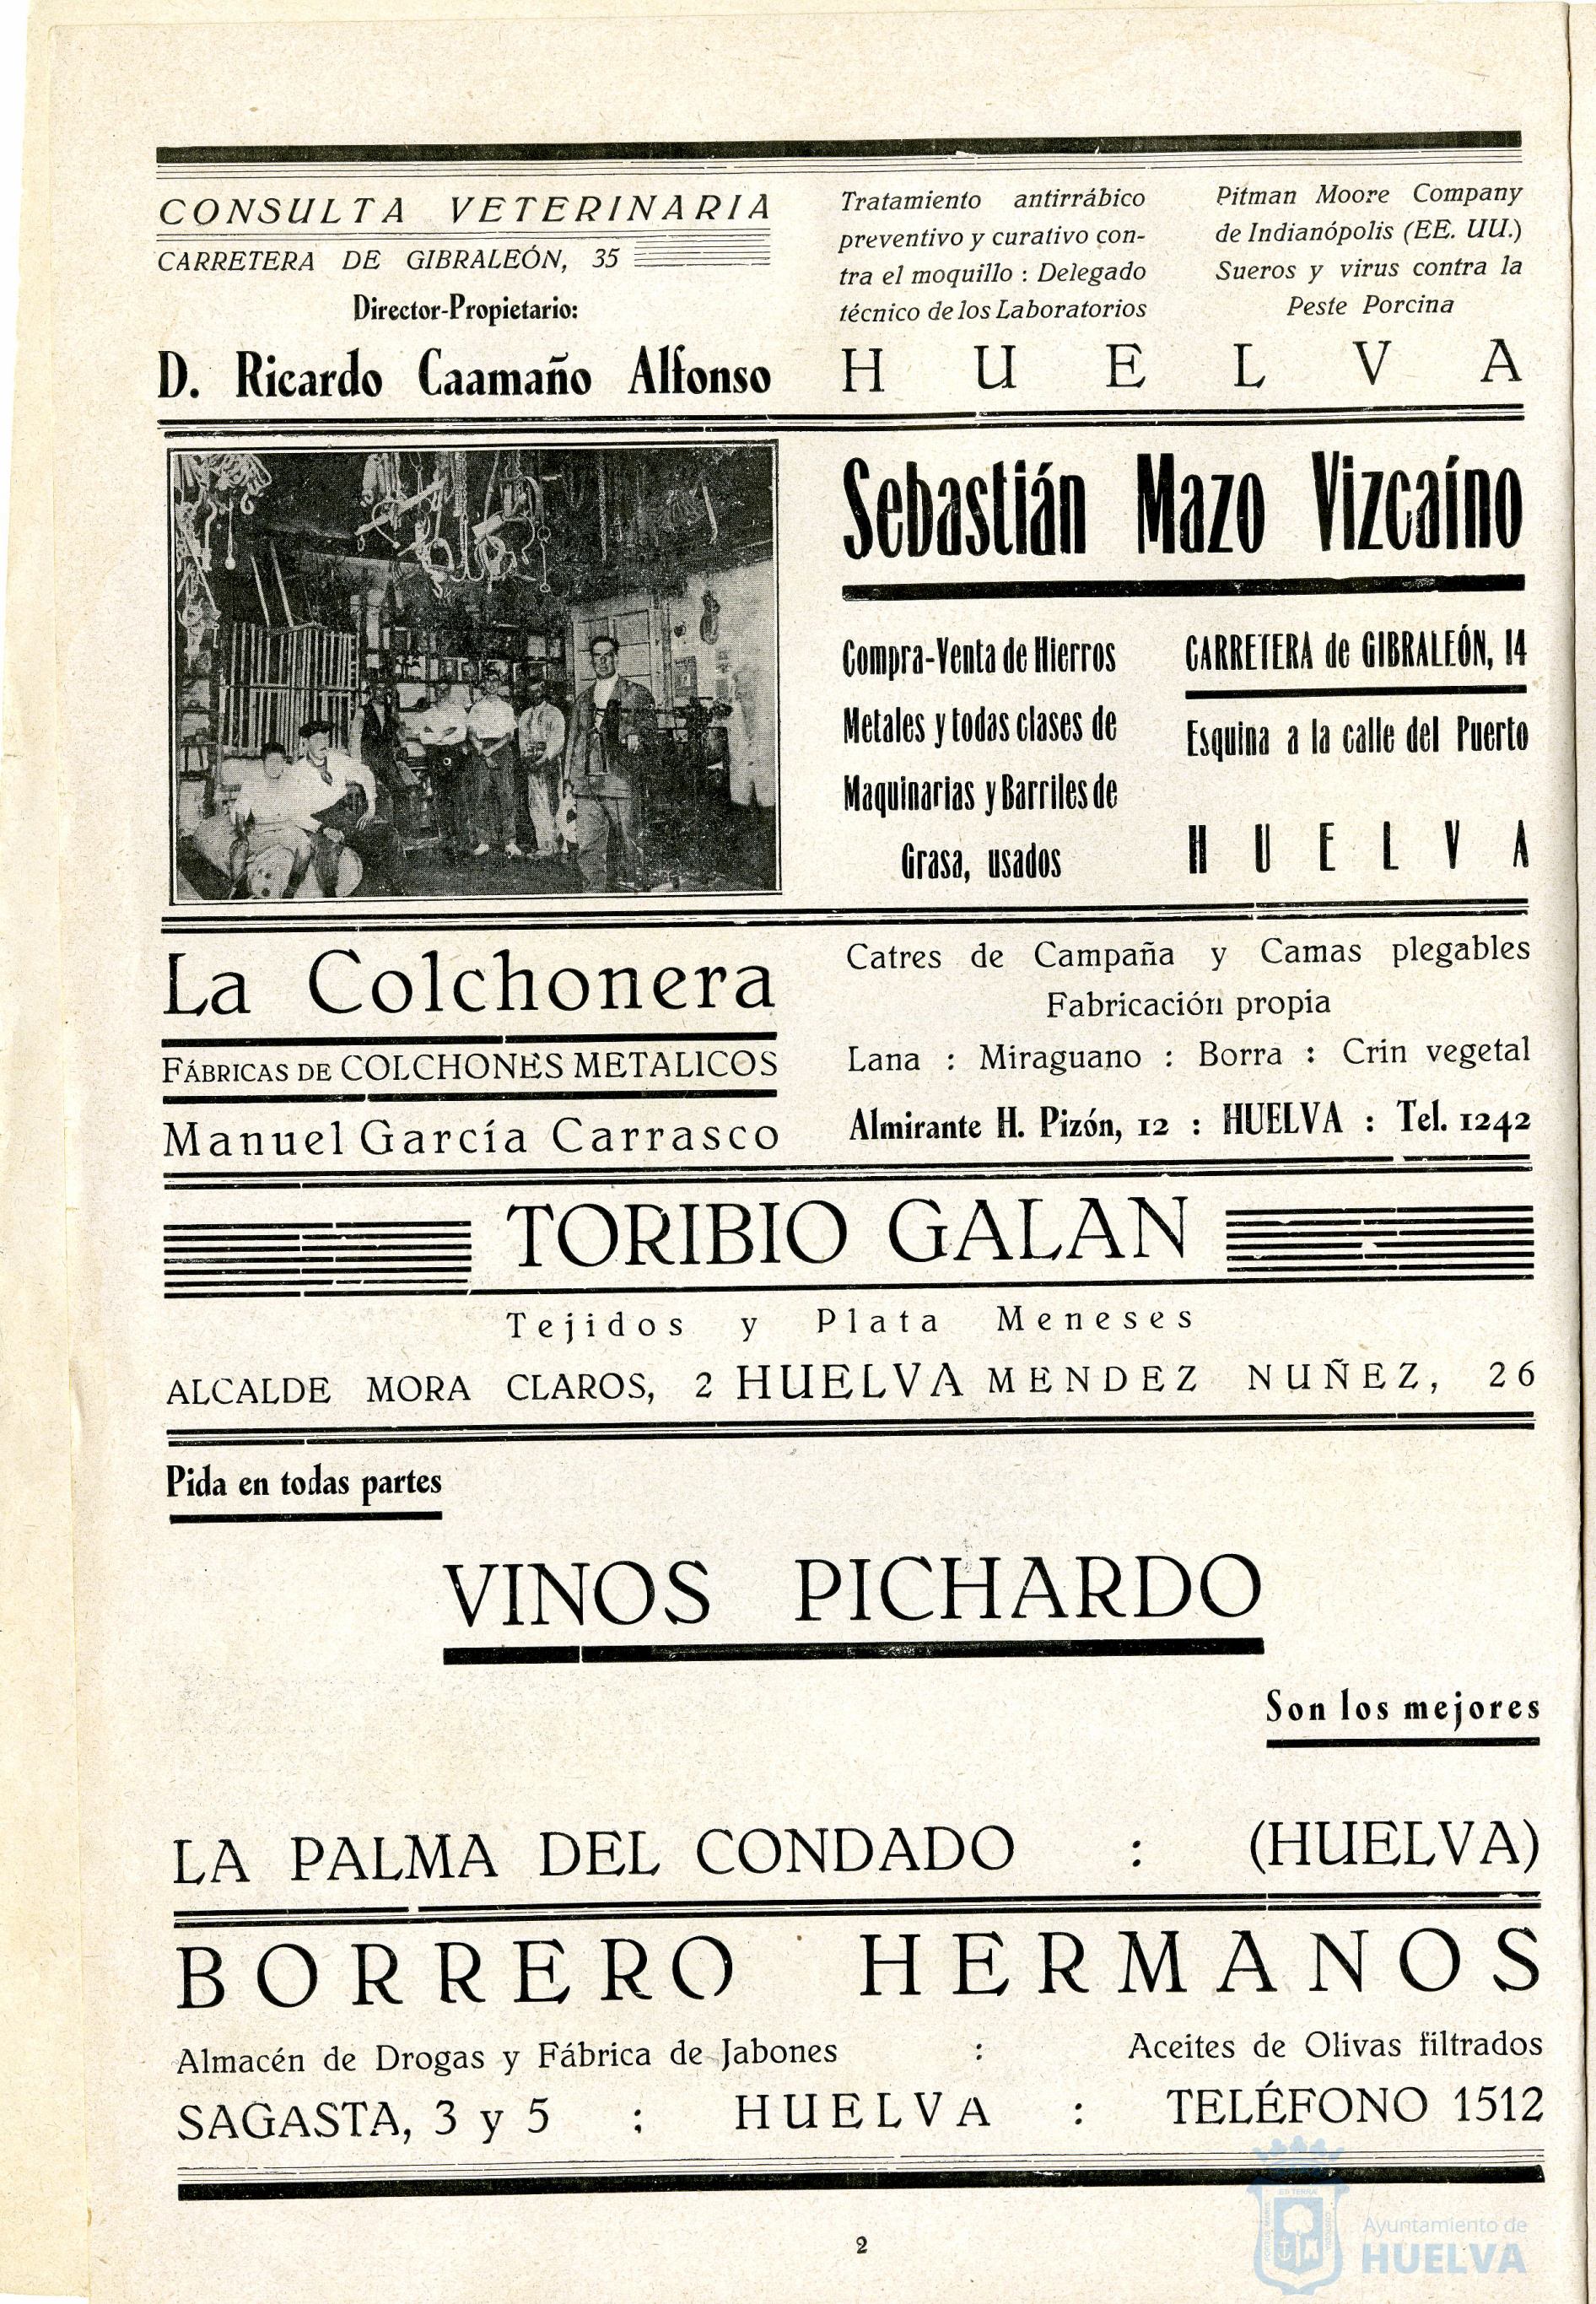 CONSULTA VETERINARIA
CARRETERA DE GIBRALEÓN, 35
Director-Propietario:
D. Ricardo Caamaño Alfonso
Tratamiento antirrábico
preventivo y curativo con-
tra el moquillo : Delegado
técnico de los Laboratorios
Pitman Moore Company
de Indianópolis (EE. UU.)
Sueros y virus contra la
Peste Porcina
HUELVA
Sebastián Mazo Vizcaíno
Compra-Venta de Hierros
Metales y todas clases de
Maquinarias y Barriles de
Grasa, usados
CARRETERA de GIBRALEÓN, 14
Esquina a la calle del Puerto
HUELVA
La Colchonera
FÁBRICAS DE COLCHONES METALICOS
Manuel García Carrasco
Catres de Campaña y Camas plegables
Fabricación propia
Lana : Miraguano : Borra : Crin vegetal
Almirante H. Pizón, 12 : HUELVA : Tel. 1242
TORIBIO GALAN
Tejidos y Plata Meneses
ALCALDE MORA CLAROS, 2 HUELVA MENDEZ NUÑEZ, 26
Pida en todas partes
VINOS PICHARDO
Son los mejores
LA PALMA DEL CONDADO : (HUELVA)
BORRERO HERMANOS
Almacén de Drogas y Fábrica de Jabones : Aceites de Olivas filtrados
SAGASTA, 3 y 5 : HUELVA : TELÉFONO 1512
2
Ayuntamiento de
HUELVA